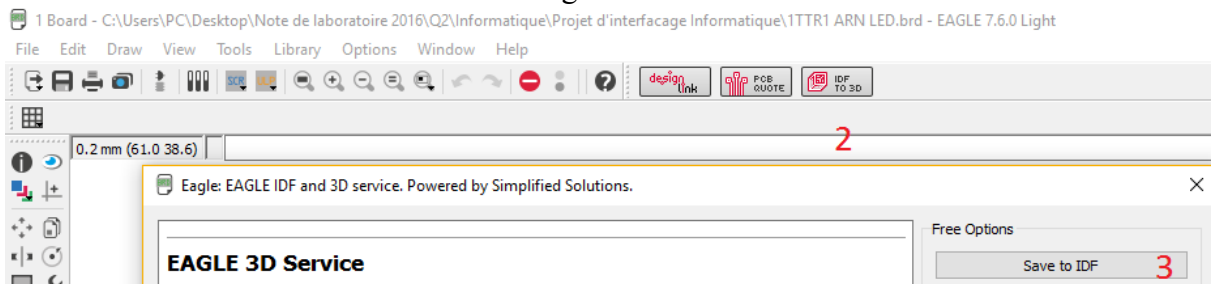 1 Board - C:\Users\PC\Desktop\Note de laboratoire 2016\Q2\Informatique\Projet d'interfacage Informatique\1TTR1 ARN LED.brd - EAGLE 7.6.0 Light
File Edit Draw View Tools Library Options Window Help
SCR design link PCB QUOTE IDF TO 3D
2
0.2 mm (61.0 38.6)
Eagle: EAGLE IDF and 3D service. Powered by Simplified Solutions.
Free Options
EAGLE 3D Service
Save to IDF 3